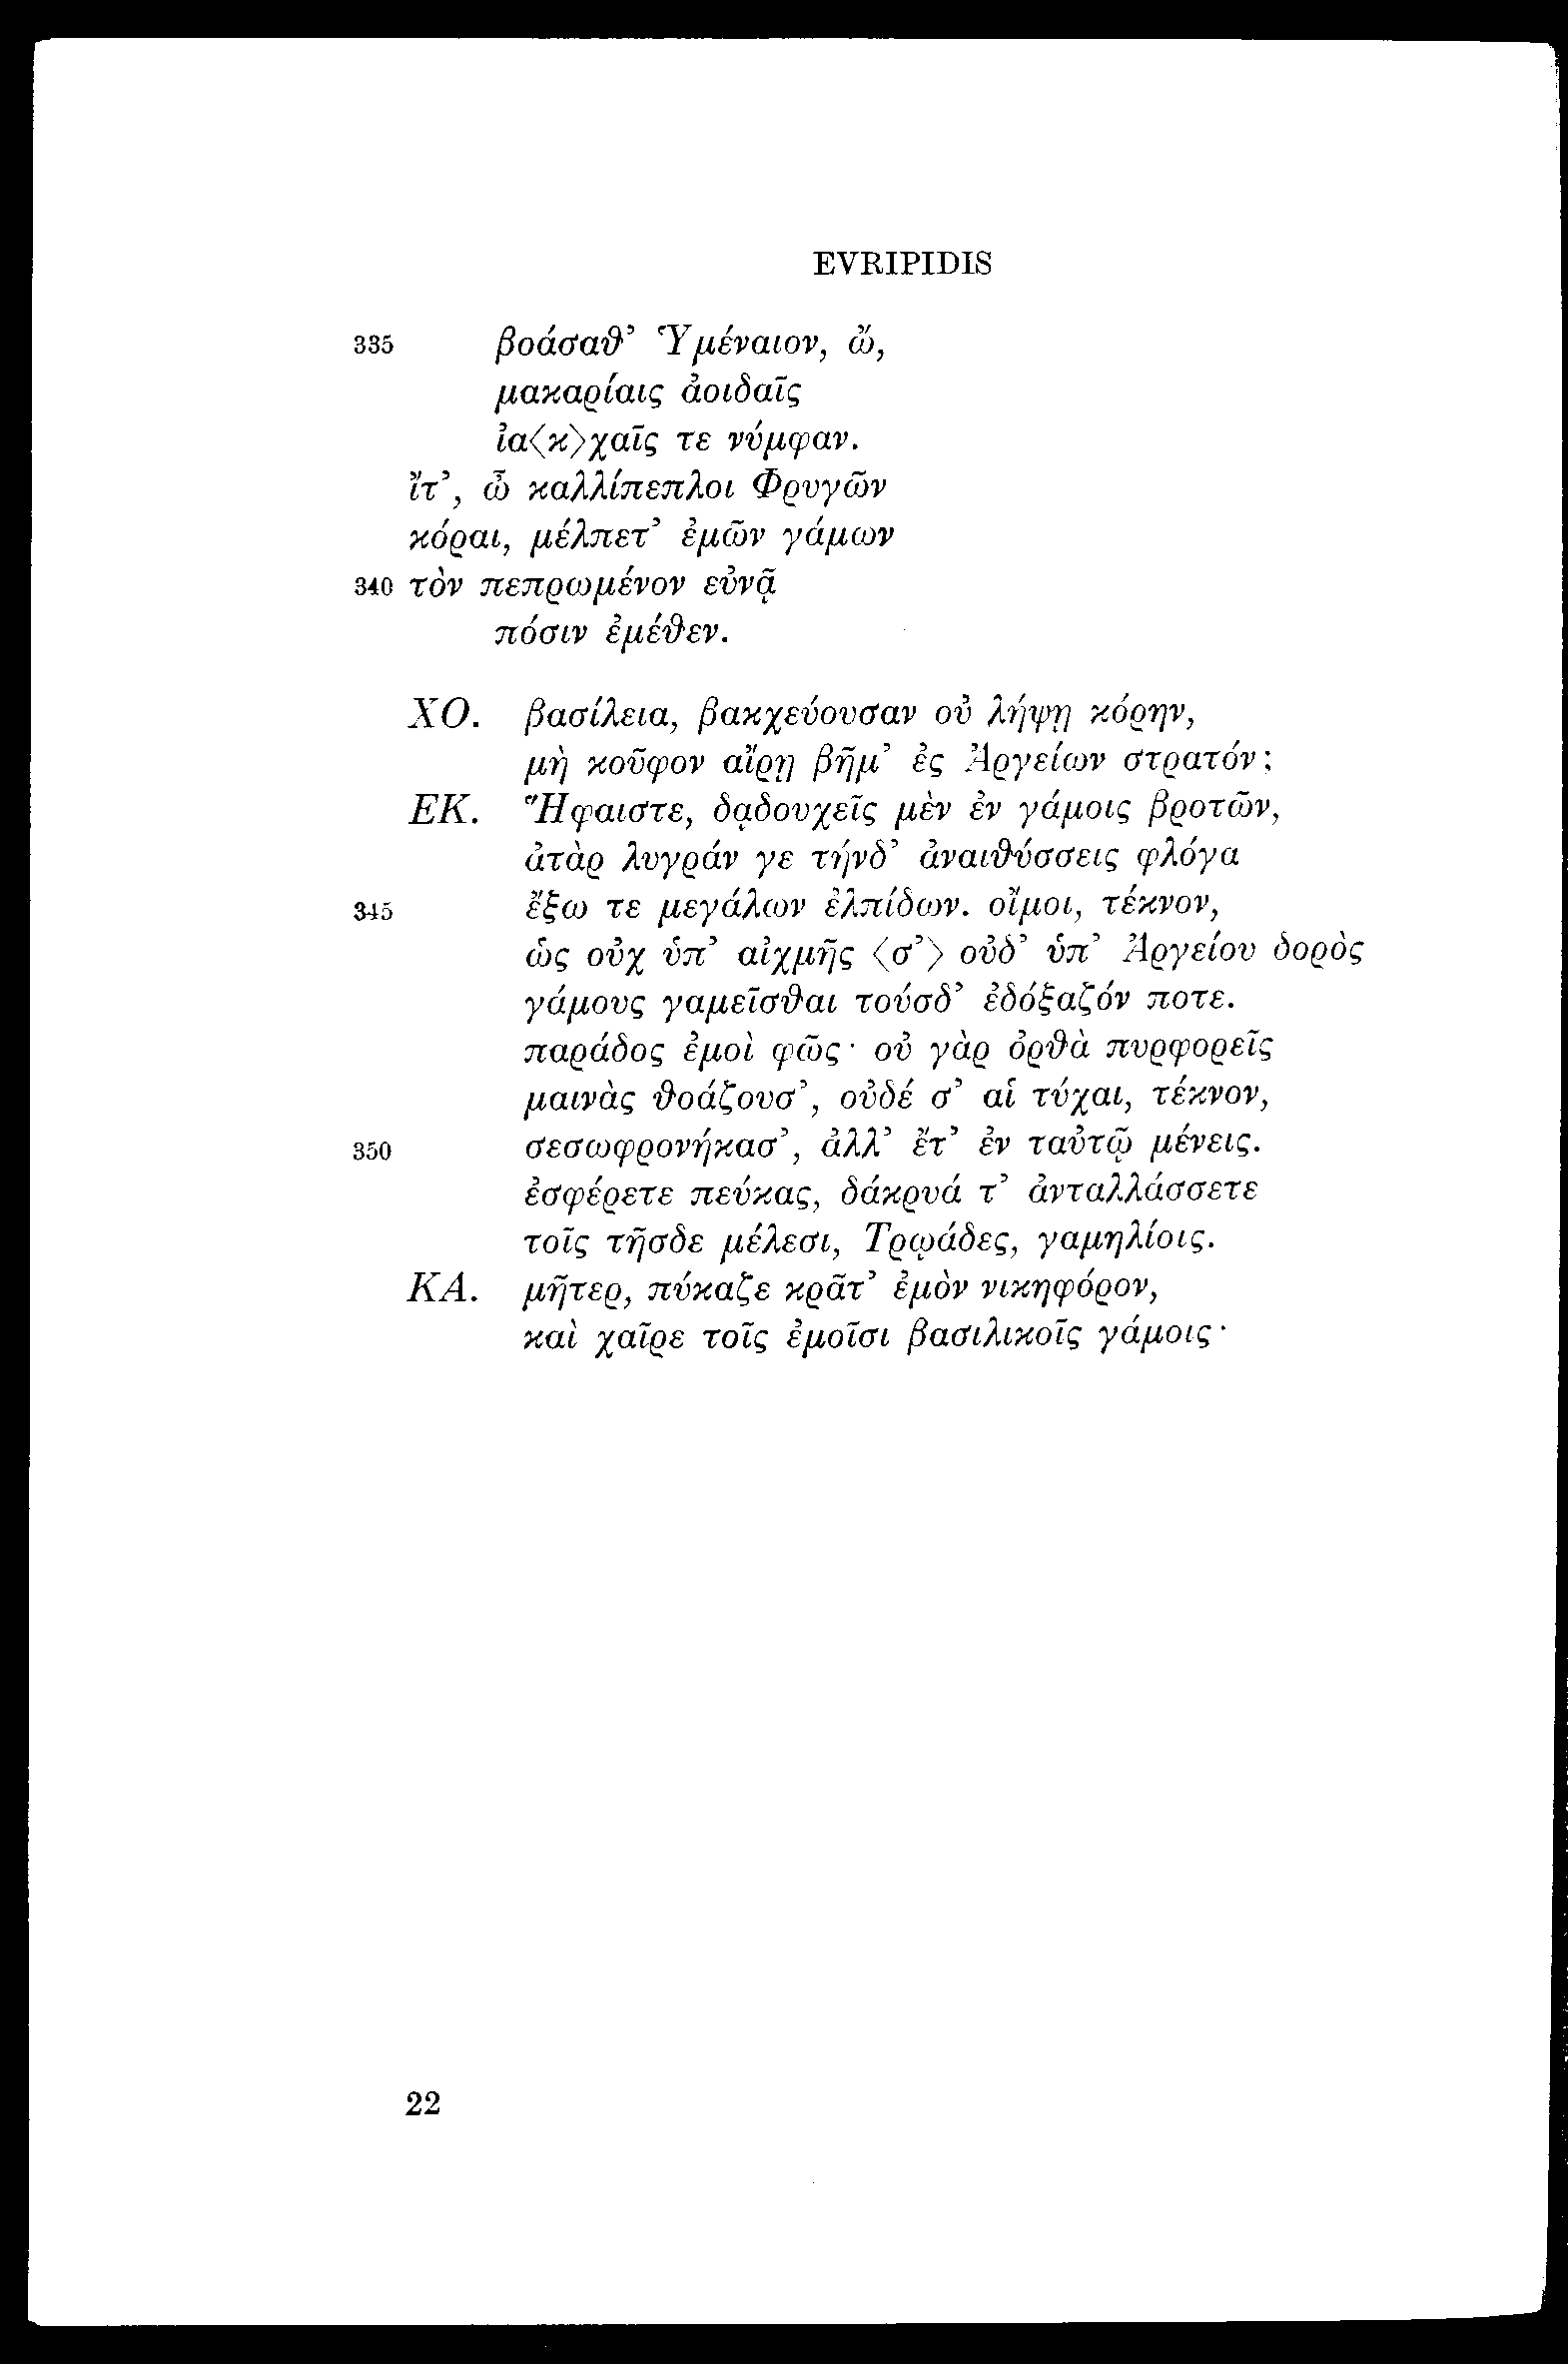 EVRIPIDIS
335 βοάσαθ’ Ὑμέναιον, ὤ,
μακαρίαις ἀοιδαῖς
ἰα⟨κ⟩χαῖς τε νύμφαν.
ἴτ’, ὦ καλλίπεπλοι Φρυγῶν
κόραι, μέλπετ’ ἐμῶν γάμων
340 τὸν πεπρωμένον εὐνᾷ
πόσιν ἐμέθεν.
ΧΟ. βασίλεια, βακχεύουσαν οὐ λήψῃ κόρην,
μὴ κοῦφον αἴρῃ βῆμ’ ἐς Ἀργείων στρατόν;
ΕΚ. Ἥφαιστε, δᾳδουχεῖς μὲν ἐν γάμοις βροτῶν,
ἀτὰρ λυγράν γε τήνδ’ ἀναιθύσσεις φλόγα
345 ἔξω τε μεγάλων ἐλπίδων. οἴμοι, τέκνον,
ὡς οὐχ ὑπ’ αἰχμῆς ⟨σ’⟩ οὐδ’ ὑπ’ Ἀργείου δορὸς
γάμους γαμεῖσθαι τούσδ’ ἐδόξαζόν ποτε.
παράδος ἐμοὶ φῶς· οὐ γὰρ ὀρθὰ πυρφορεῖς
μαινὰς θοάζουσ’, οὐδέ σ’ αἱ τύχαι, τέκνον,
350 σεσωφρονήκασ’, ἀλλ’ ἔτ’ ἐν ταὐτῷ μένεις.
ἐσφέρετε πεύκας, δάκρυά τ’ ἀνταλλάσσετε
τοῖς τῆσδε μέλεσι, Τρῳάδες, γαμηλίοις.
ΚΑ. μῆτερ, πύκαζε κρᾶτ’ ἐμὸν νικηφόρον,
καὶ χαῖρε τοῖς ἐμοῖσι βασιλικοῖς γάμοις·
22